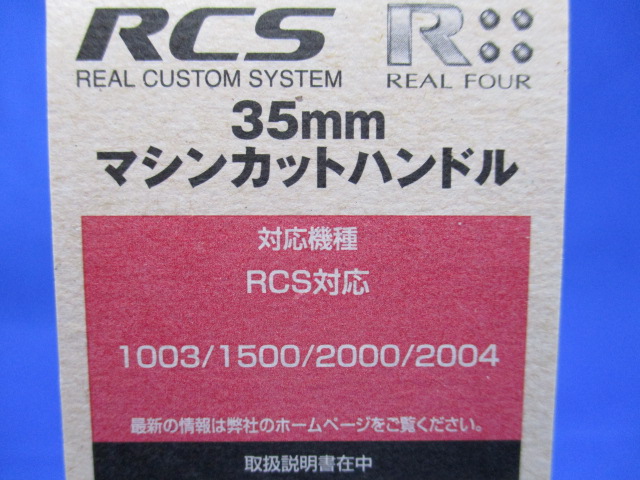 RCS R
REAL CUSTOM SYSTEM REAL FOUR
35mm
マシンカットハンドル
対応機種
RCS対応
1003/1500/2000/2004
最新の情報は弊社のホームページをご覧ください。
取扱説明書在中